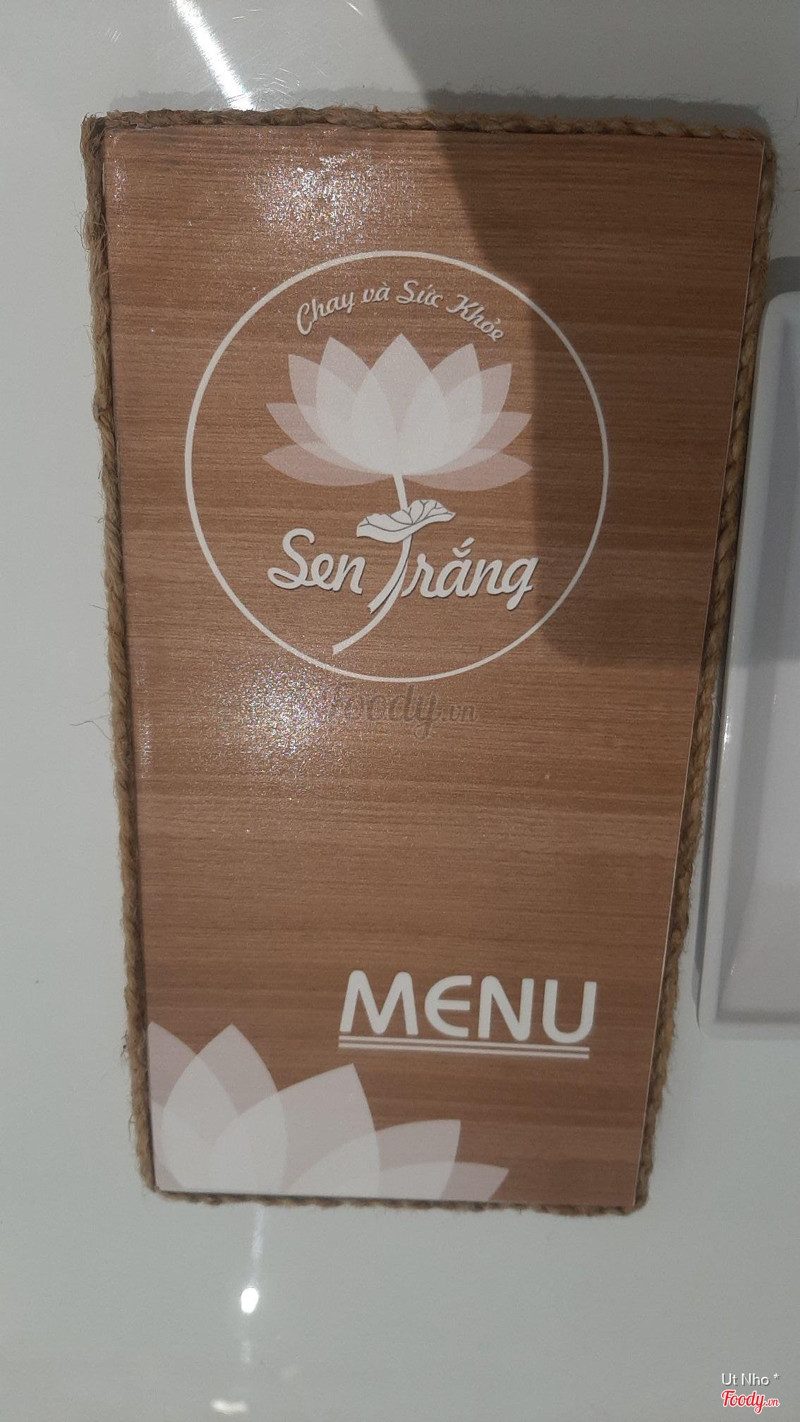 Chay và Sức Khỏe
Sen Trắng
foody.vn
MENU
Ut Nho *
Foody.vn